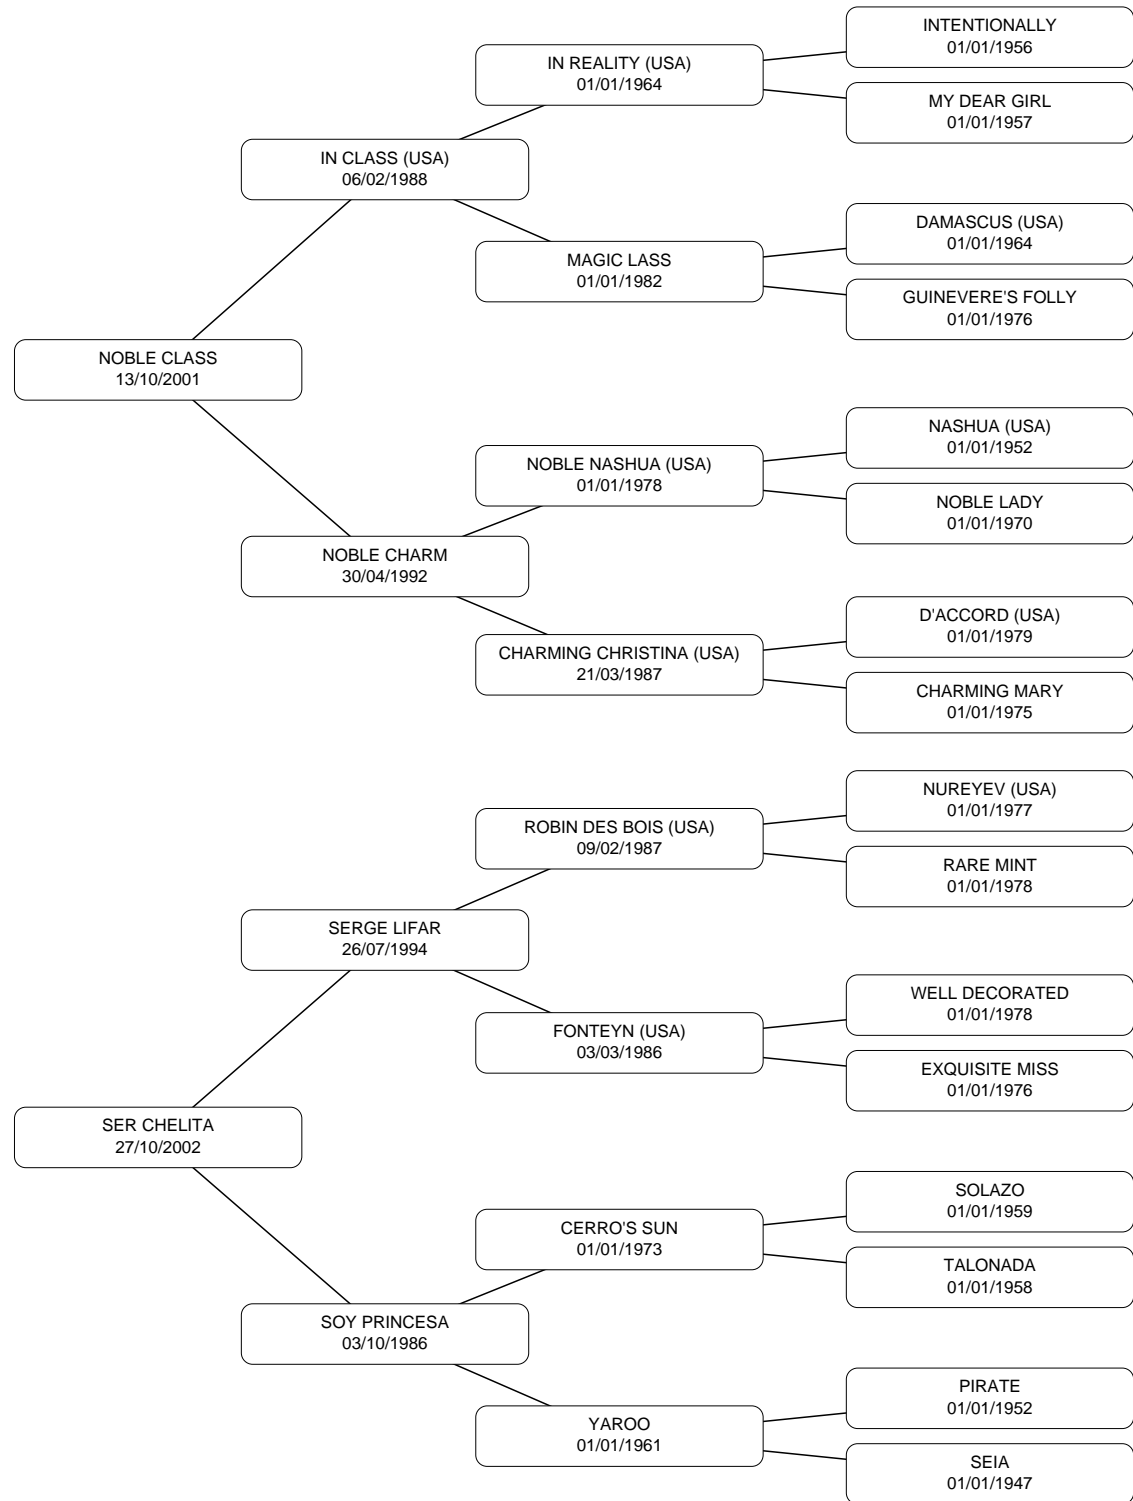 INTENTIONALLY
01/01/1956
IN REALITY (USA)
01/01/1964
MY DEAR GIRL
01/01/1957
IN CLASS (USA)
06/02/1988
DAMASCUS (USA)
01/01/1964
MAGIC LASS
01/01/1982
GUINEVERE'S FOLLY
01/01/1976
NOBLE CLASS
13/10/2001
NASHUA (USA)
01/01/1952
NOBLE NASHUA (USA)
01/01/1978
NOBLE LADY
01/01/1970
NOBLE CHARM
30/04/1992
D'ACCORD (USA)
01/01/1979
CHARMING CHRISTINA (USA)
21/03/1987
CHARMING MARY
01/01/1975
NUREYEV (USA)
01/01/1977
ROBIN DES BOIS (USA)
09/02/1987
RARE MINT
01/01/1978
SERGE LIFAR
26/07/1994
WELL DECORATED
01/01/1978
FONTEYN (USA)
03/03/1986
EXQUISITE MISS
01/01/1976
SER CHELITA
27/10/2002
SOLAZO
01/01/1959
CERRO'S SUN
01/01/1973
TALONADA
01/01/1958
SOY PRINCESA
03/10/1986
PIRATE
01/01/1952
YAROO
01/01/1961
SEIA
01/01/1947